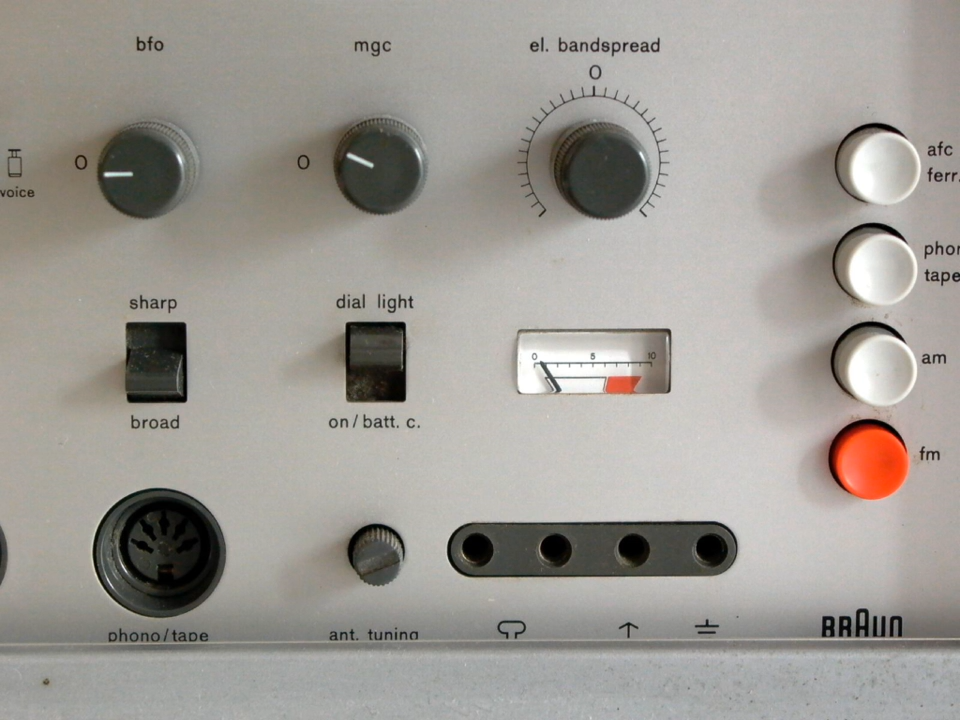 bfo
mgc
el. bandspread
0
0
0
voice
afc
ferr.
phon
tape
sharp
dial light
0 5 10
am
broad
on/batt. c.
fm
phono/tape
ant. tuning
BRAUN